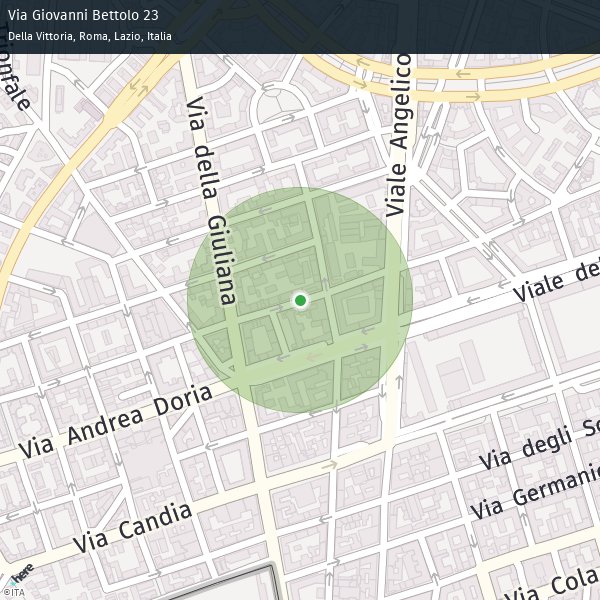 Via Giovanni Bettolo 23
Della Vittoria, Roma, Lazio, Italia
Trionfale
Via della Giuliana
Viale Angelico
Viale de
Via Andrea Doria
Via degli Sc
Via Germanic
Via Candia
Via Cola
here
©ITA